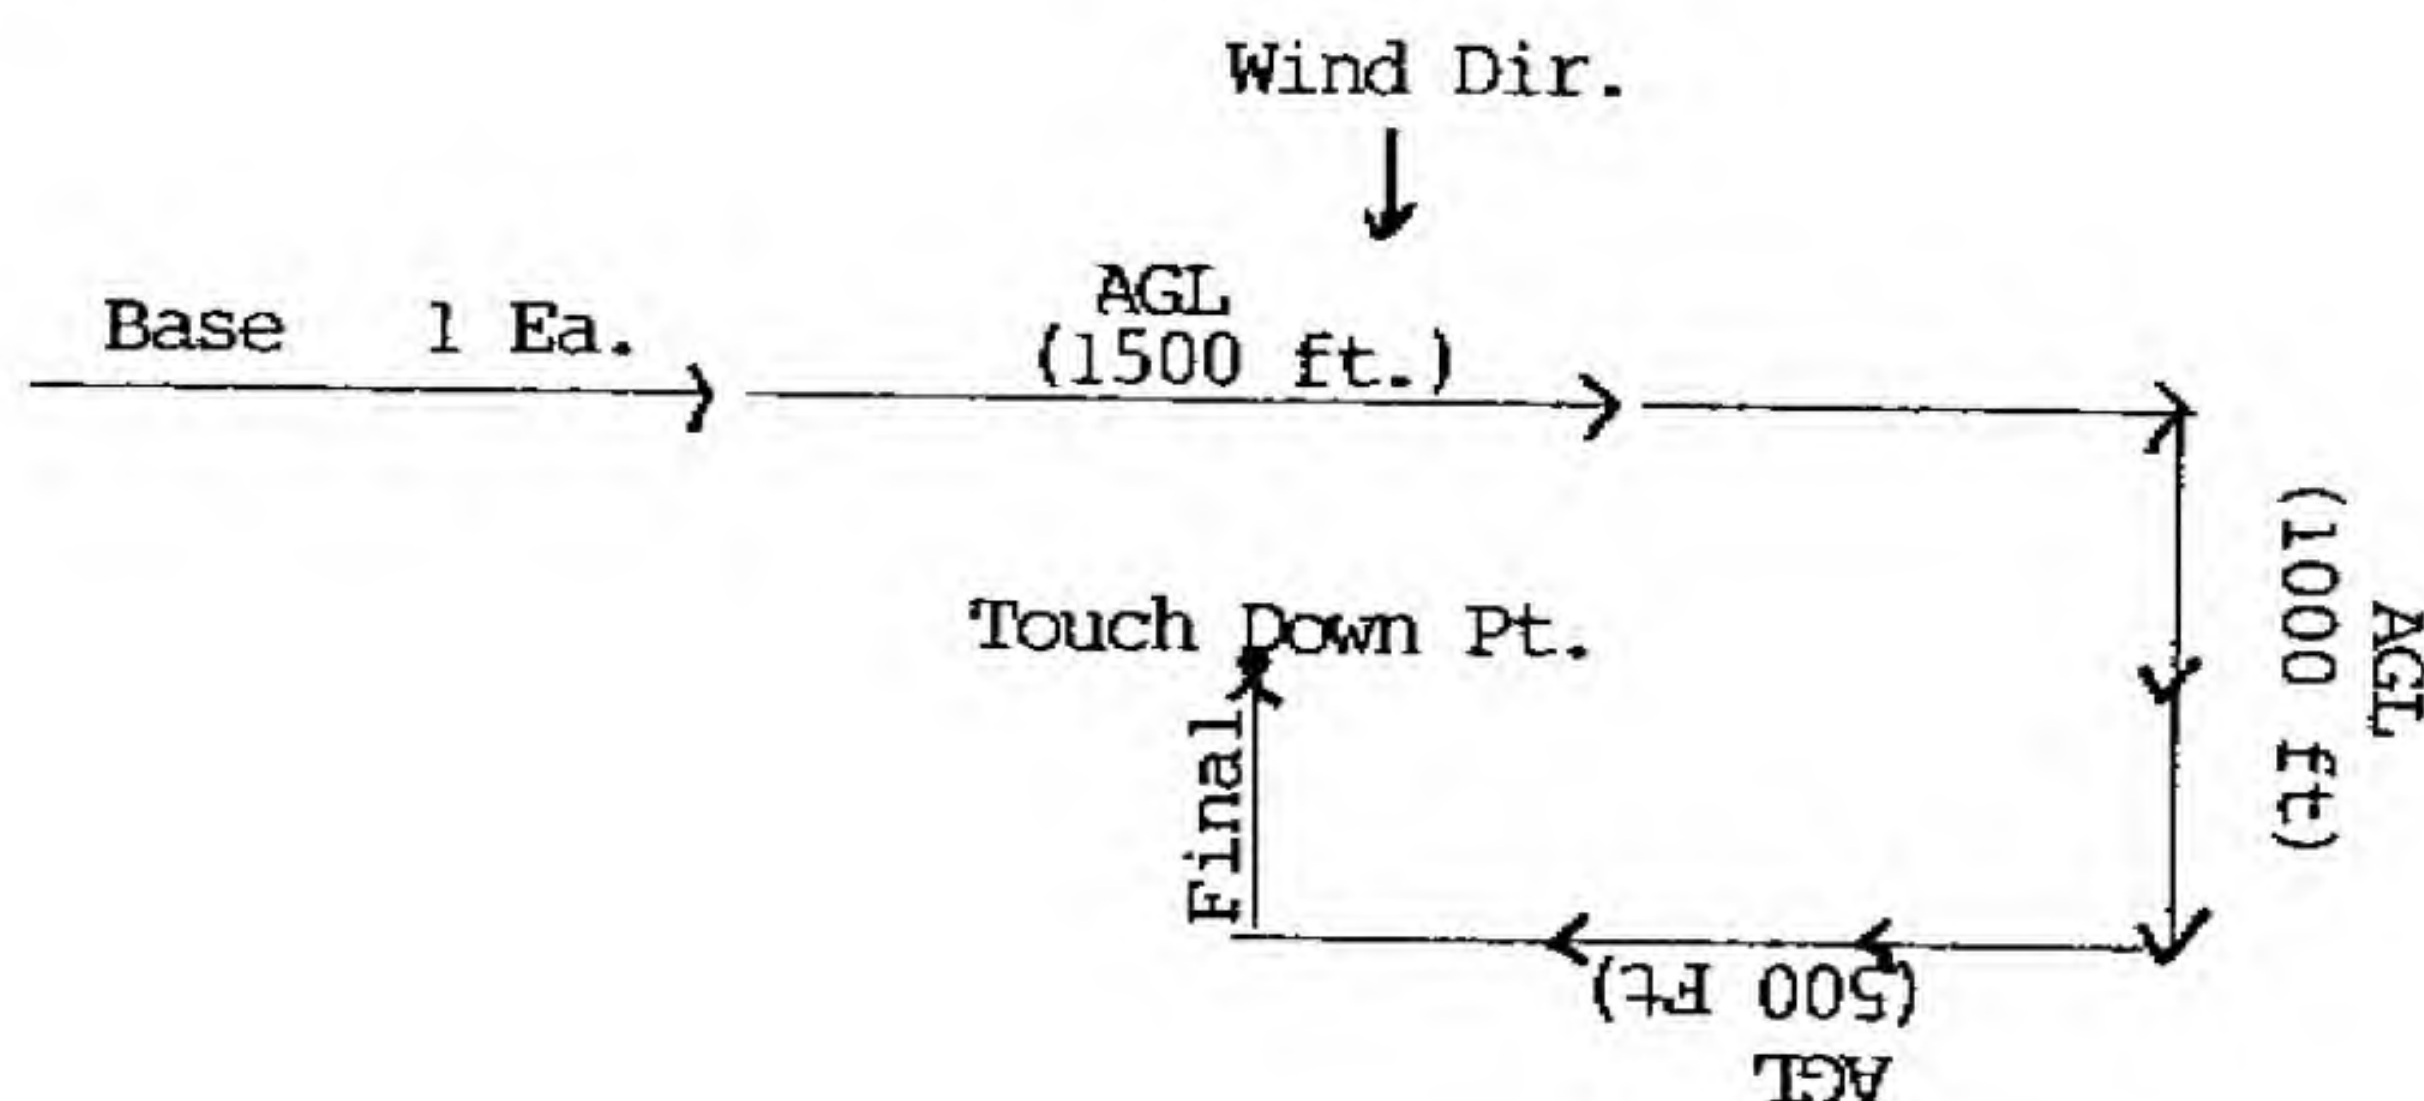 Wind Dir.
AGL
Base 1 Ea.
(1500 ft.)
AGL
(1000 ft)
Touch Down Pt.
Final
(500 Ft)
AGL